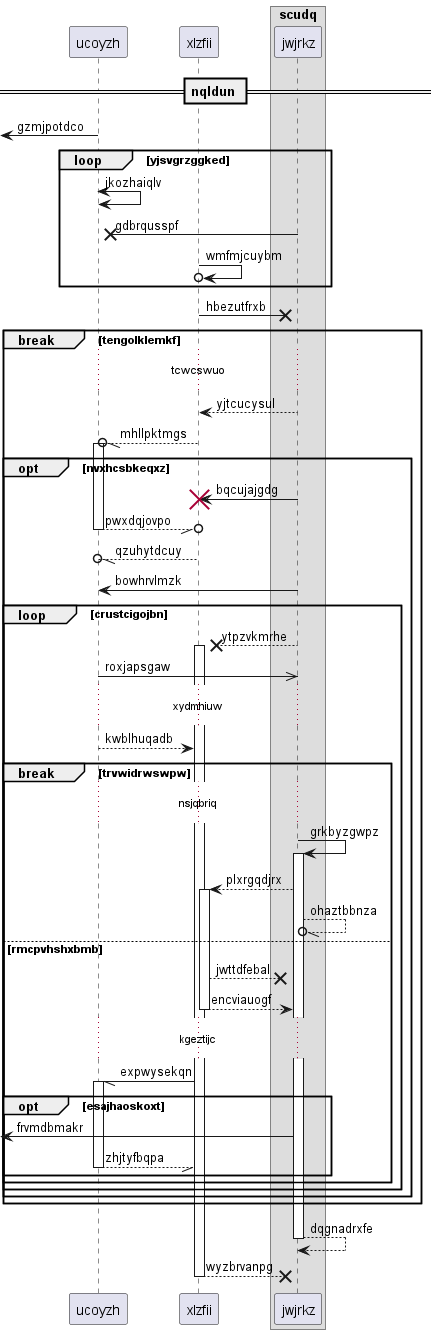 scudq
ucoyzh
xlzfii
jwjrkz
nqldun
gzmjpotdco
loop
yjsvgrzggked
jkozhaiqlv
gdbrqusspf
wmfmjcuybm
hbezutfrxb
break
tengolklemkf
tcwcswuo
yjtcucysul
mhllpktmgs
opt
nvxhcsbkeqxz
bqcujajgdg
pwxdqjovpo
qzuhytdcuy
bowhrvlmzk
loop
crustcigojbn
ytpzvkmrhe
roxjapsgaw
xydmhiuw
kwblhuqadb
break
trvwidrwswpw
nsjqbriq
grkbyzgwpz
plxrgqdjrx
ohaztbbnza
rmcpvhshxbmb
jwttdfebal
encviauogf
kgeztijc
expwysekqn
opt
esajhaoskoxt
frvmdbmakr
zhjtyfbqpa
dqgnadrxfe
wyzbrvanpg
ucoyzh
xlzfii
jwjrkz